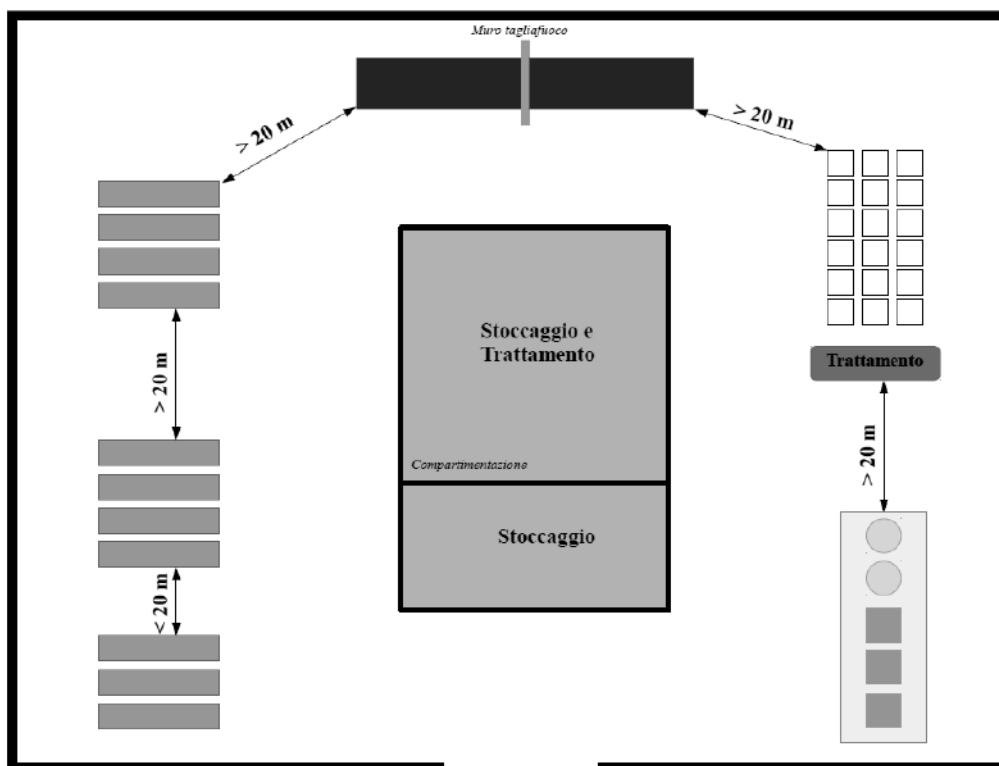 Muro tagliafuoco
> 20 m
> 20 m
Stoccaggio e
Trattamento
Trattamento
> 20 m
> 20 m
Compartimentazione
Stoccaggio
< 20 m